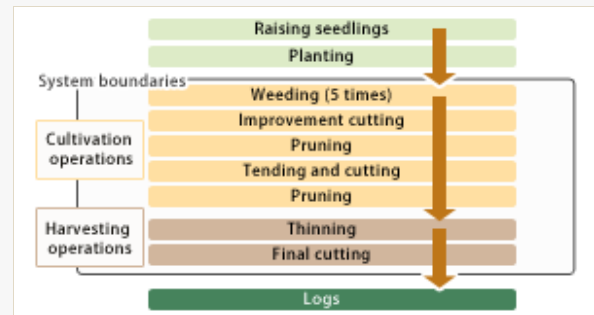 Raising seedlings
Planting
System boundaries
Weeding (5 times)
Improvement cutting
Cultivation
operations
Pruning
Tending and cutting
Pruning
Harvesting
operations
Thinning
Final cutting
Logs